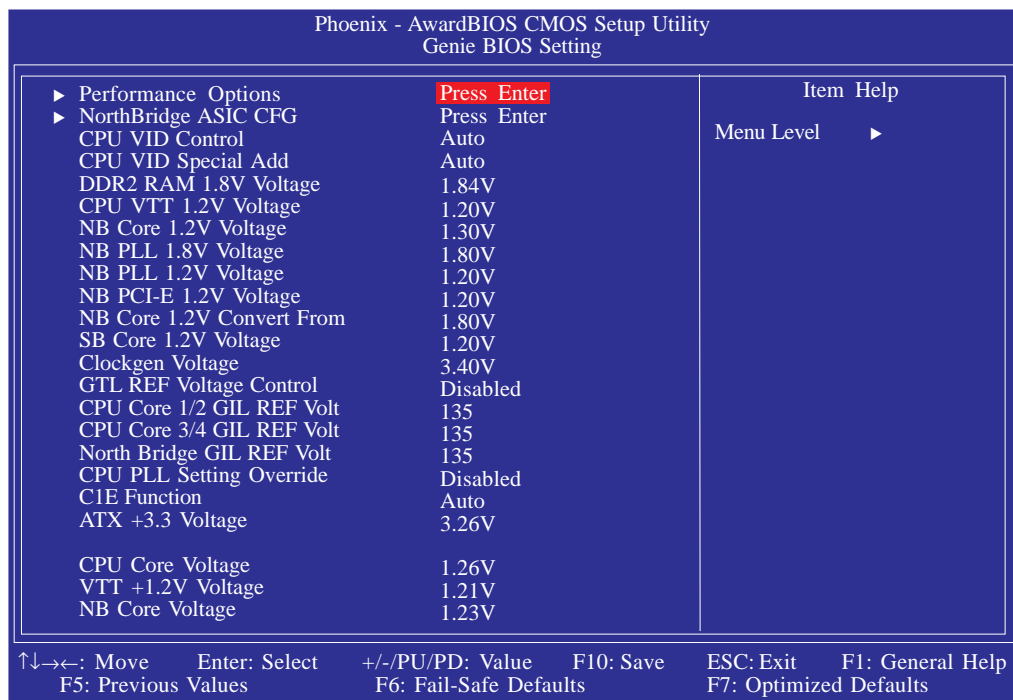 Phoenix - AwardBIOS CMOS Setup Utility
Genie BIOS Setting
▶ Performance Options Press Enter
▶ NorthBridge ASIC CFG Press Enter
CPU VID Control Auto
CPU VID Special Add Auto
DDR2 RAM 1.8V Voltage 1.84V
CPU VTT 1.2V Voltage 1.20V
NB Core 1.2V Voltage 1.30V
NB PLL 1.8V Voltage 1.80V
NB PLL 1.2V Voltage 1.20V
NB PCI-E 1.2V Voltage 1.20V
NB Core 1.2V Convert From 1.80V
SB Core 1.2V Voltage 1.20V
Clockgen Voltage 3.40V
GTL REF Voltage Control Disabled
CPU Core 1/2 GIL REF Volt 135
CPU Core 3/4 GIL REF Volt 135
North Bridge GIL REF Volt 135
CPU PLL Setting Override Disabled
C1E Function Auto
ATX +3.3 Voltage 3.26V
CPU Core Voltage 1.26V
VTT +1.2V Voltage 1.21V
NB Core Voltage 1.23V
Item Help
Menu Level ▶
↑↓→←: Move Enter: Select +/-/PU/PD: Value F10: Save ESC: Exit F1: General Help
F5: Previous Values F6: Fail-Safe Defaults F7: Optimized Defaults